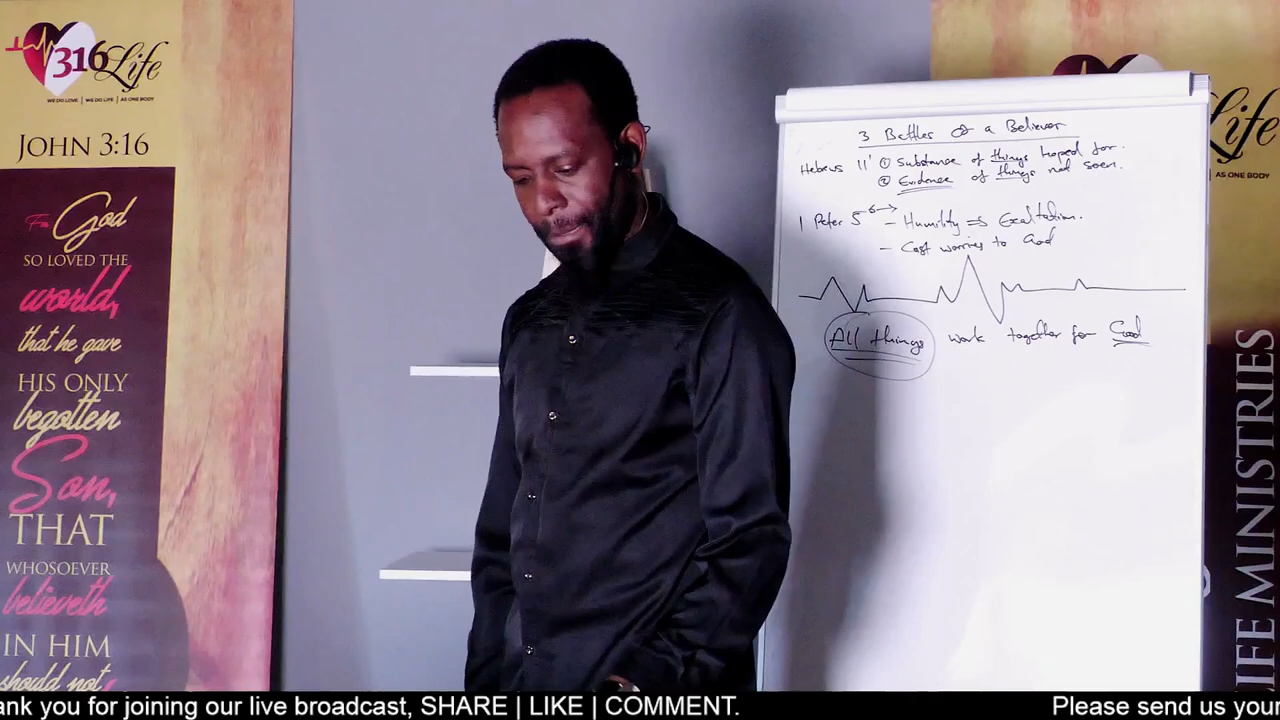 316 Life
WE DO LOVE | WE DO LIFE | AS ONE BODY
JOHN 3:16
For God
SO LOVED THE
world,
that he gave
HIS ONLY
begotten
Son,
THAT
WHOSOEVER
believeth
IN HIM
should not
3 Battles of a Believer
Hebrews 11¹ ① Substance of things hoped for.
② Evidence of things not seen.
1 Peter 5⁶→ - Humility ⇒ Exaltation.
- Cast worries to God
All things work together for Good
Life
AS ONE BODY
LIFE MINISTRIES
ank you for joining our live broadcast, SHARE | LIKE | COMMENT.
Please send us your